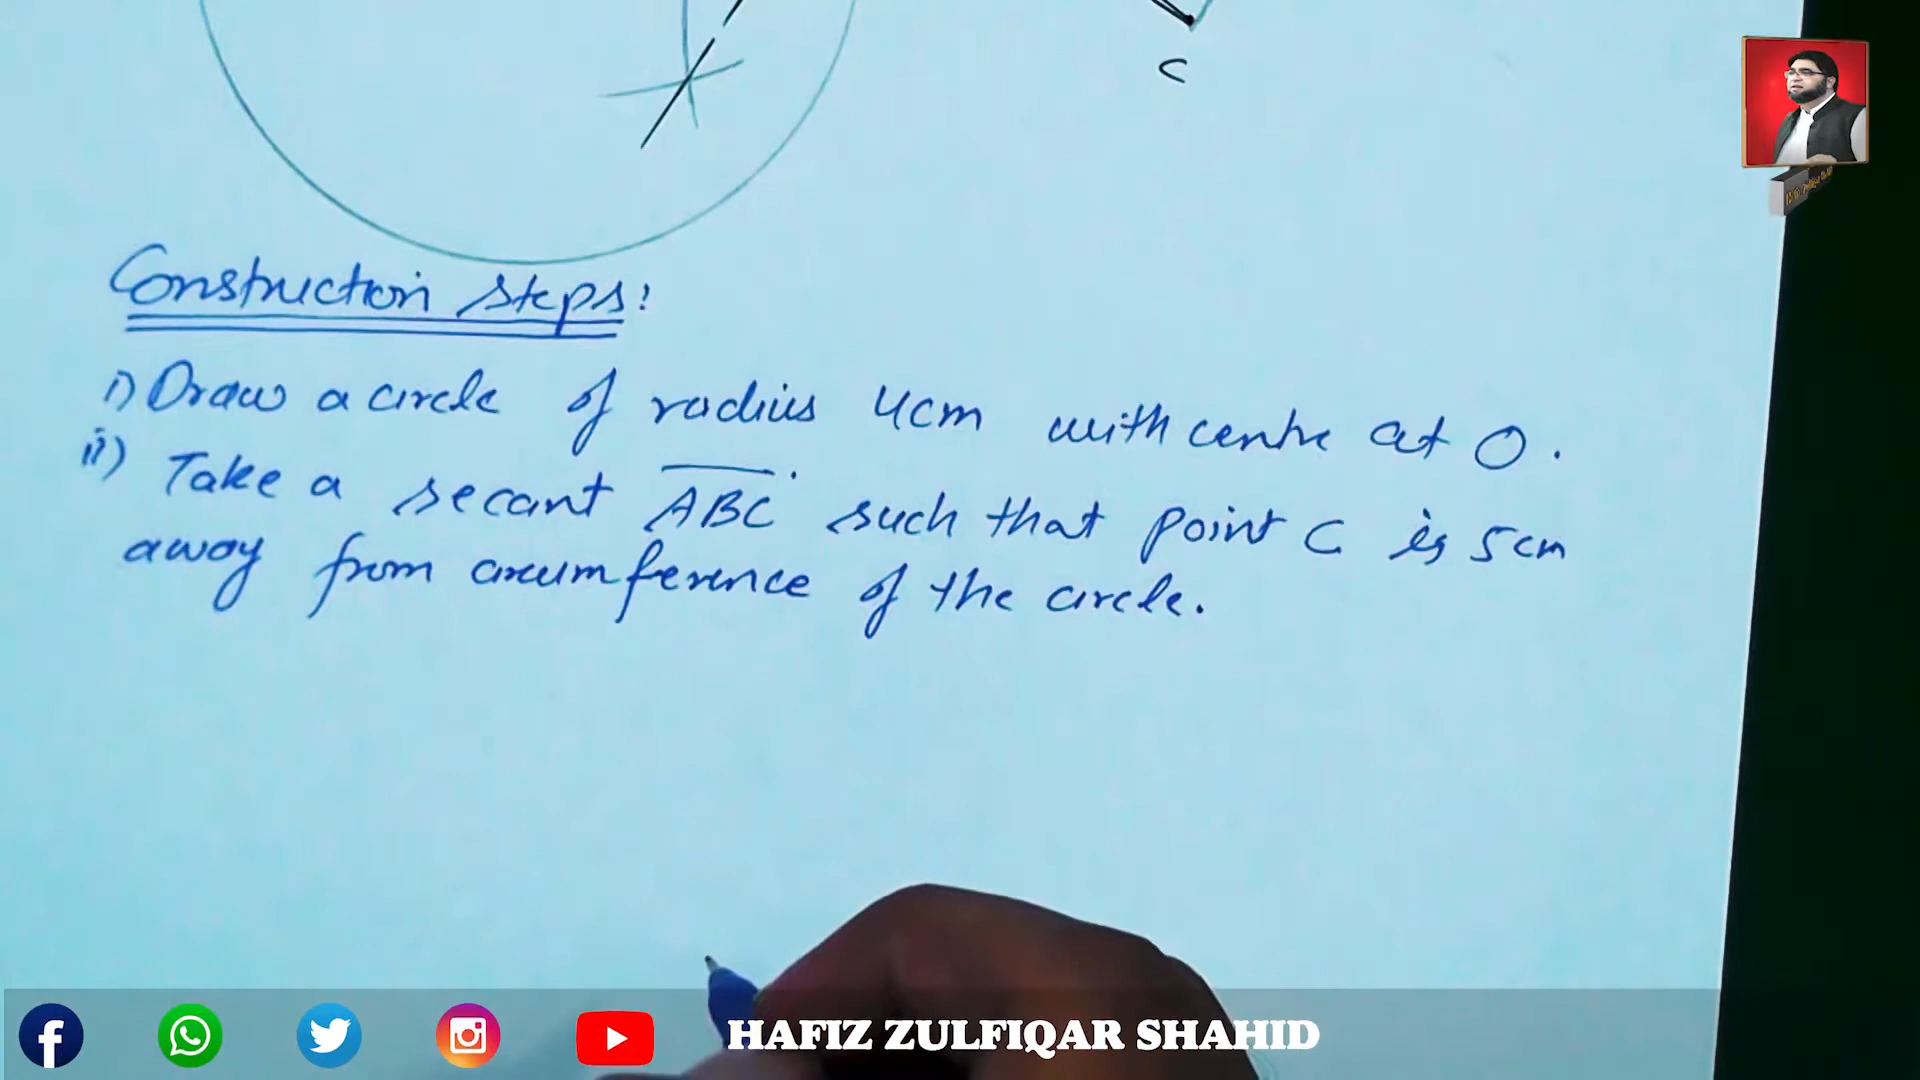 C
Construction steps:
i) Draw a circle of radius 4cm with centre at O.
ii) Take a secant ABC such that point C is 5cm
away from circumference of the circle.
HAFIZ ZULFIQAR SHAHID